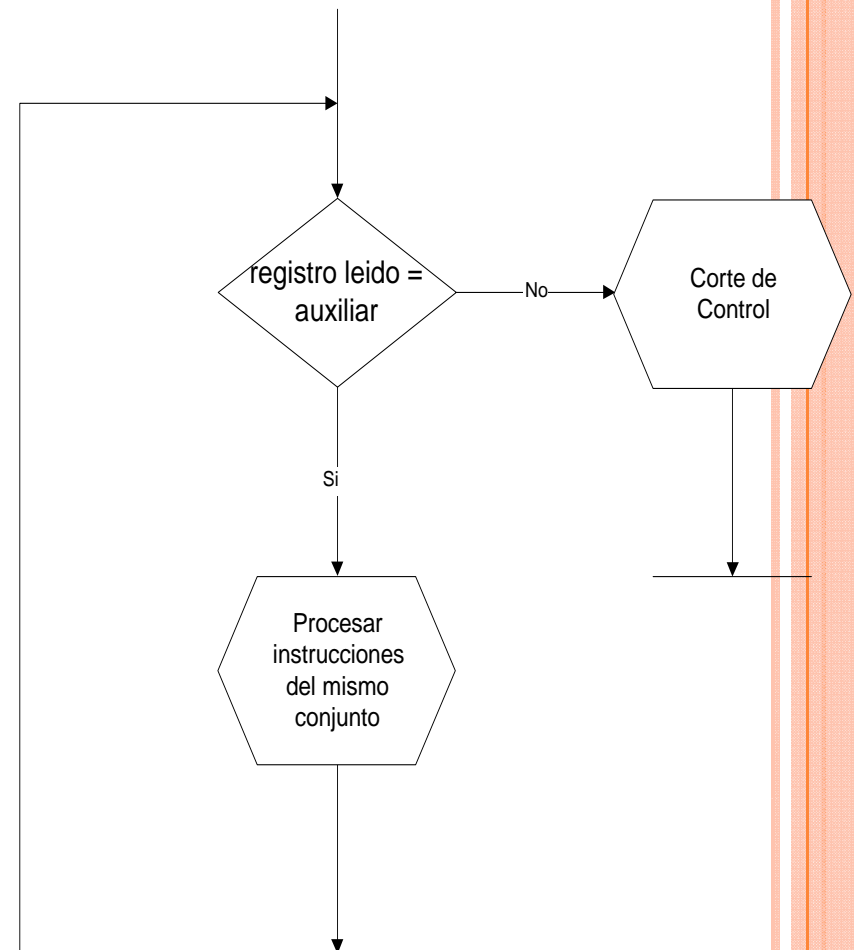 registro leido =
auxiliar
No
Corte de
Control
Si
Procesar
instrucciones
del mismo
conjunto